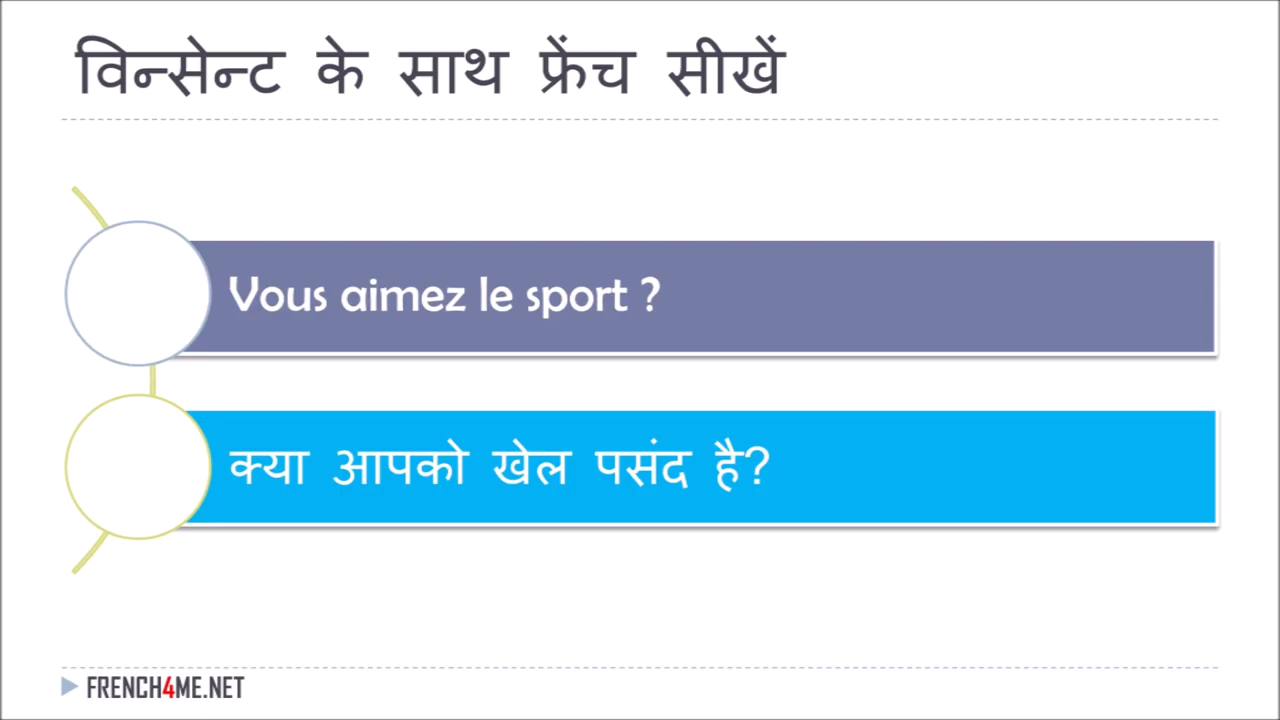 विन्सेन्ट के साथ फ्रेंच सीखें
Vous aimez le sport ?
क्या आपको खेल पसंद है?
FRENCH4ME.NET